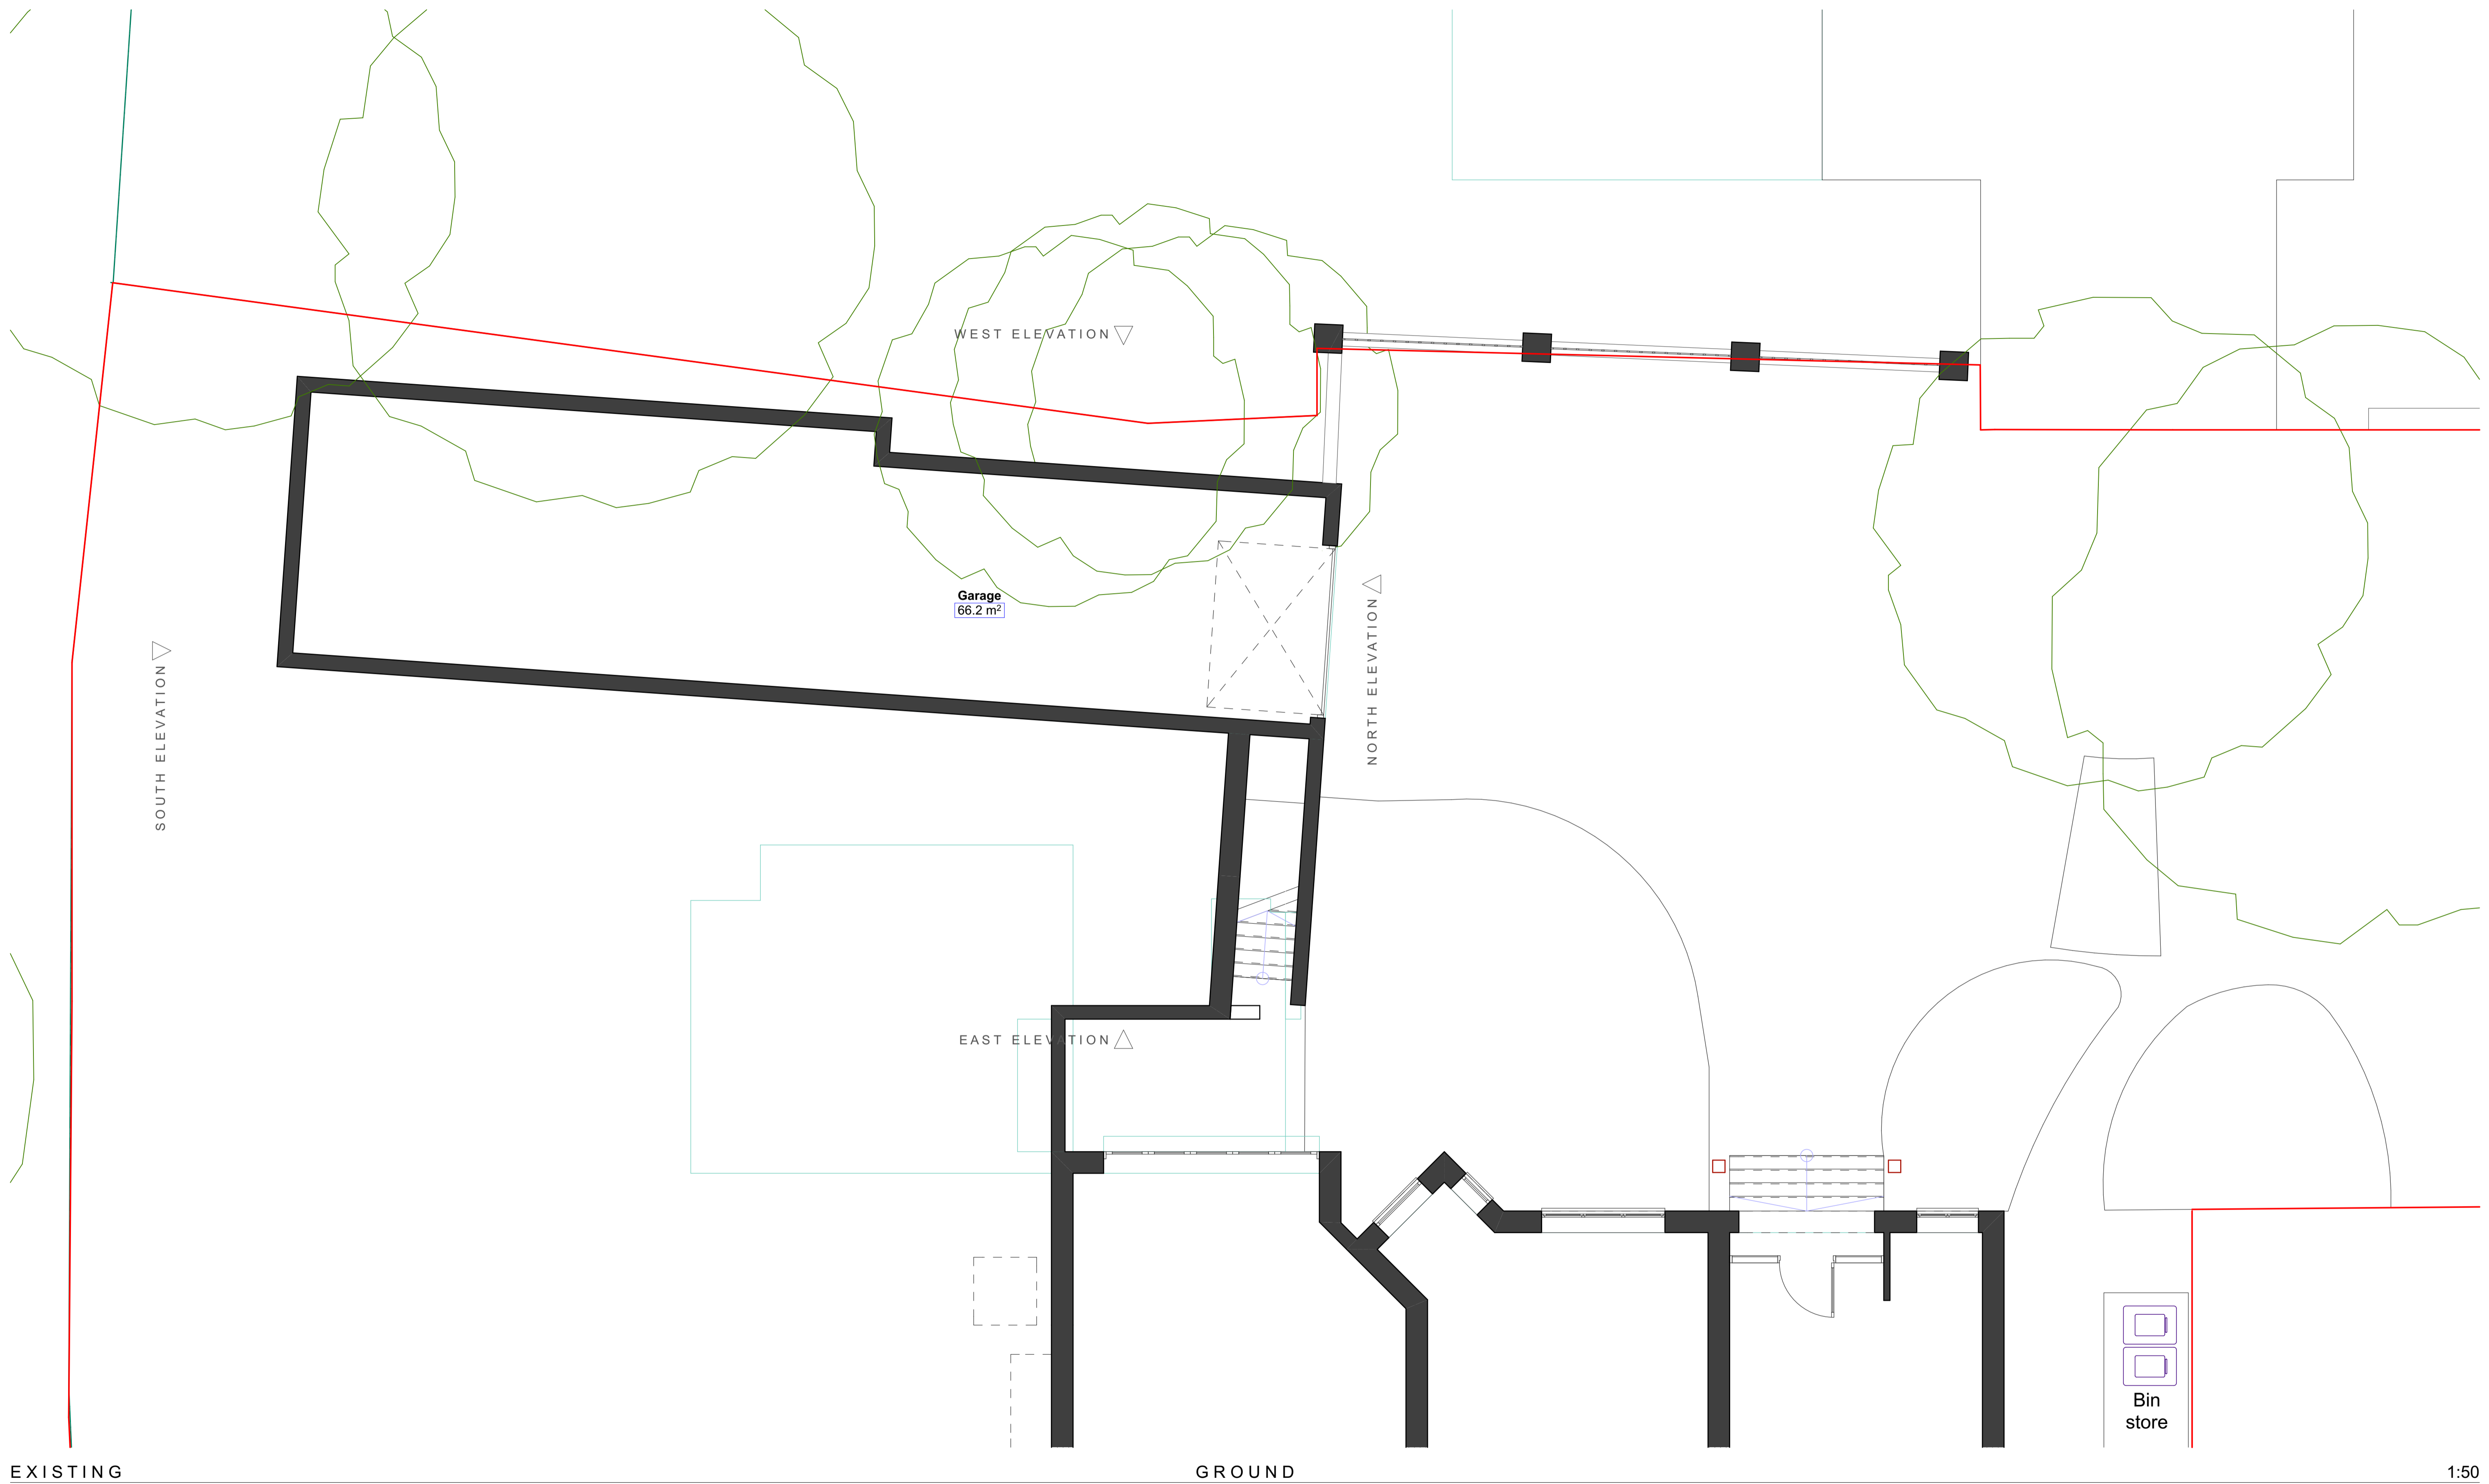 WEST ELEVATION
Garage
66.2 m²
NORTH ELEVATION
SOUTH ELEVATION
EAST ELEVATION
Bin
store
EXISTING
GROUND
1:50